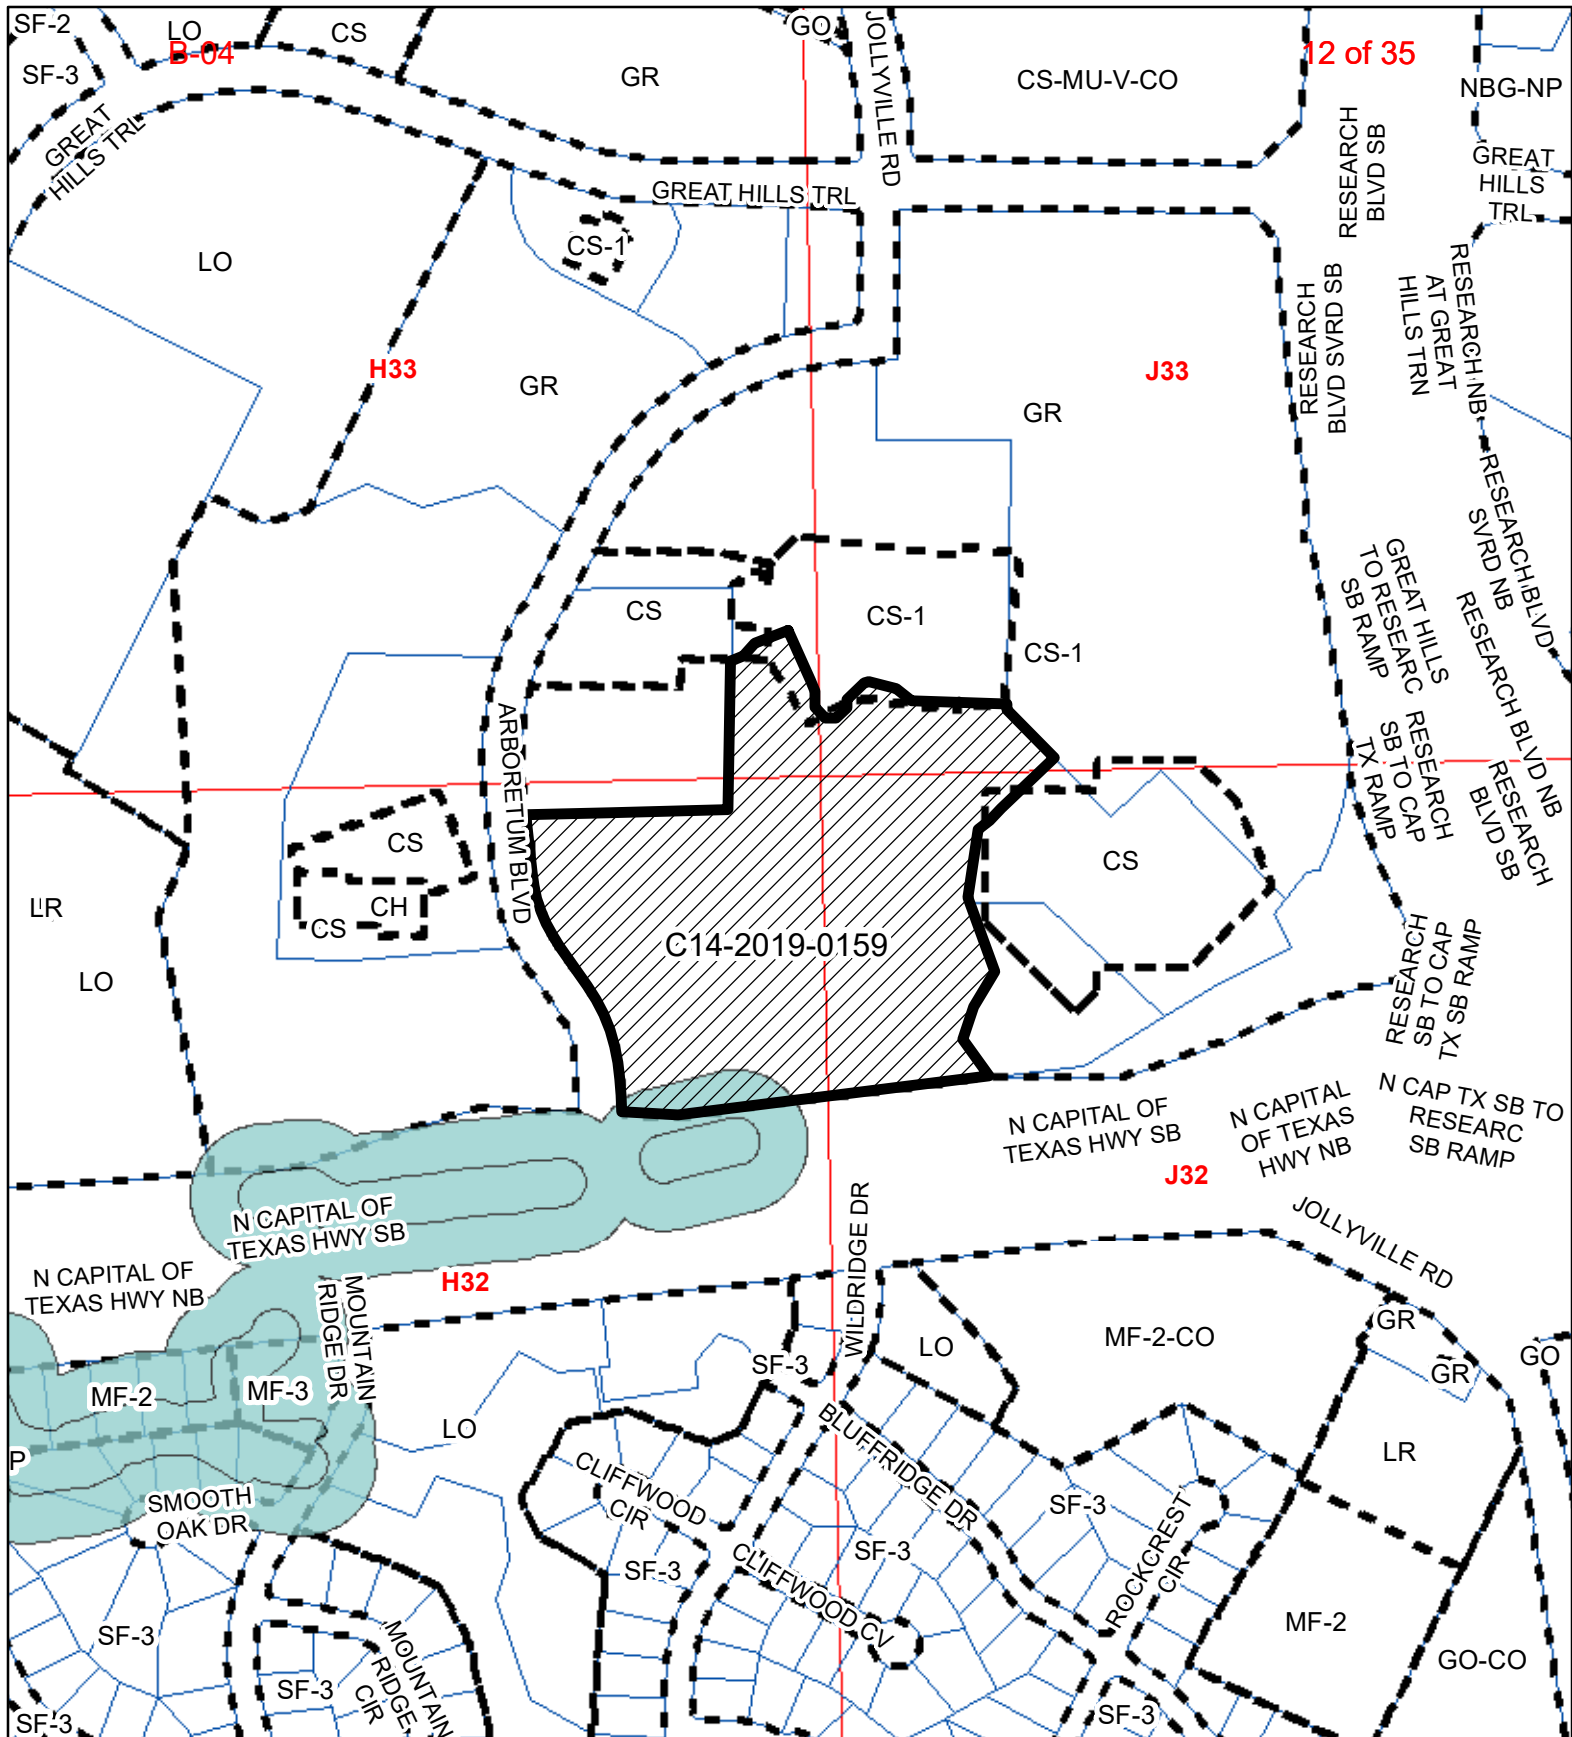 SF-2
LO
CS
GO
JOLLYVILLE RD
B-04
12 of 35
SF-3
GR
CS-MU-V-CO
NBG-NP
GREAT
HILLS TRL
RESEARCH
BLVD SB
GREAT
HILLS
TRL
GREAT HILLS TRL
CS-1
LO
RESEARCH
BLVD SVRD SB
RESEARCH NB
AT GREAT
HILLS TRN
H33
J33
GR
GR
RESEARCH BLVD
SVRD NB
GREAT HILLS
TO RESEARC
SB RAMP
CS
CS-1
CS-1
RESEARCH BLVD NB
ARBORETUM BLVD
RESEARCH
SB TO CAP
TX RAMP
RESEARCH
BLVD SB
CS
CS
LR
CH
CS
C14-2019-0159
LO
RESEARCH
SB TO CAP
TX SB RAMP
N CAPITAL OF
TEXAS HWY SB
N CAPITAL
OF TEXAS
HWY NB
N CAP TX SB TO
RESEARC
SB RAMP
J32
N CAPITAL OF
TEXAS HWY SB
WILDRIDGE DR
JOLLYVILLE RD
N CAPITAL OF
TEXAS HWY NB
H32
MOUNTAIN
RIDGE DR
GR
MF-2-CO
LO
SF-3
GO
GR
MF-2
MF-3
LO
BLUFFRIDGE DR
LR
P
CLIFFWOOD
CIR
SMOOTH
OAK DR
SF-3
ROCKCREST
CIR
SF-3
SF-3
CLIFFWOOD CV
SF-3
MOUNTAIN
RIDGE
CIR
MF-2
GO-CO
SF-3
SF-3
SF-3